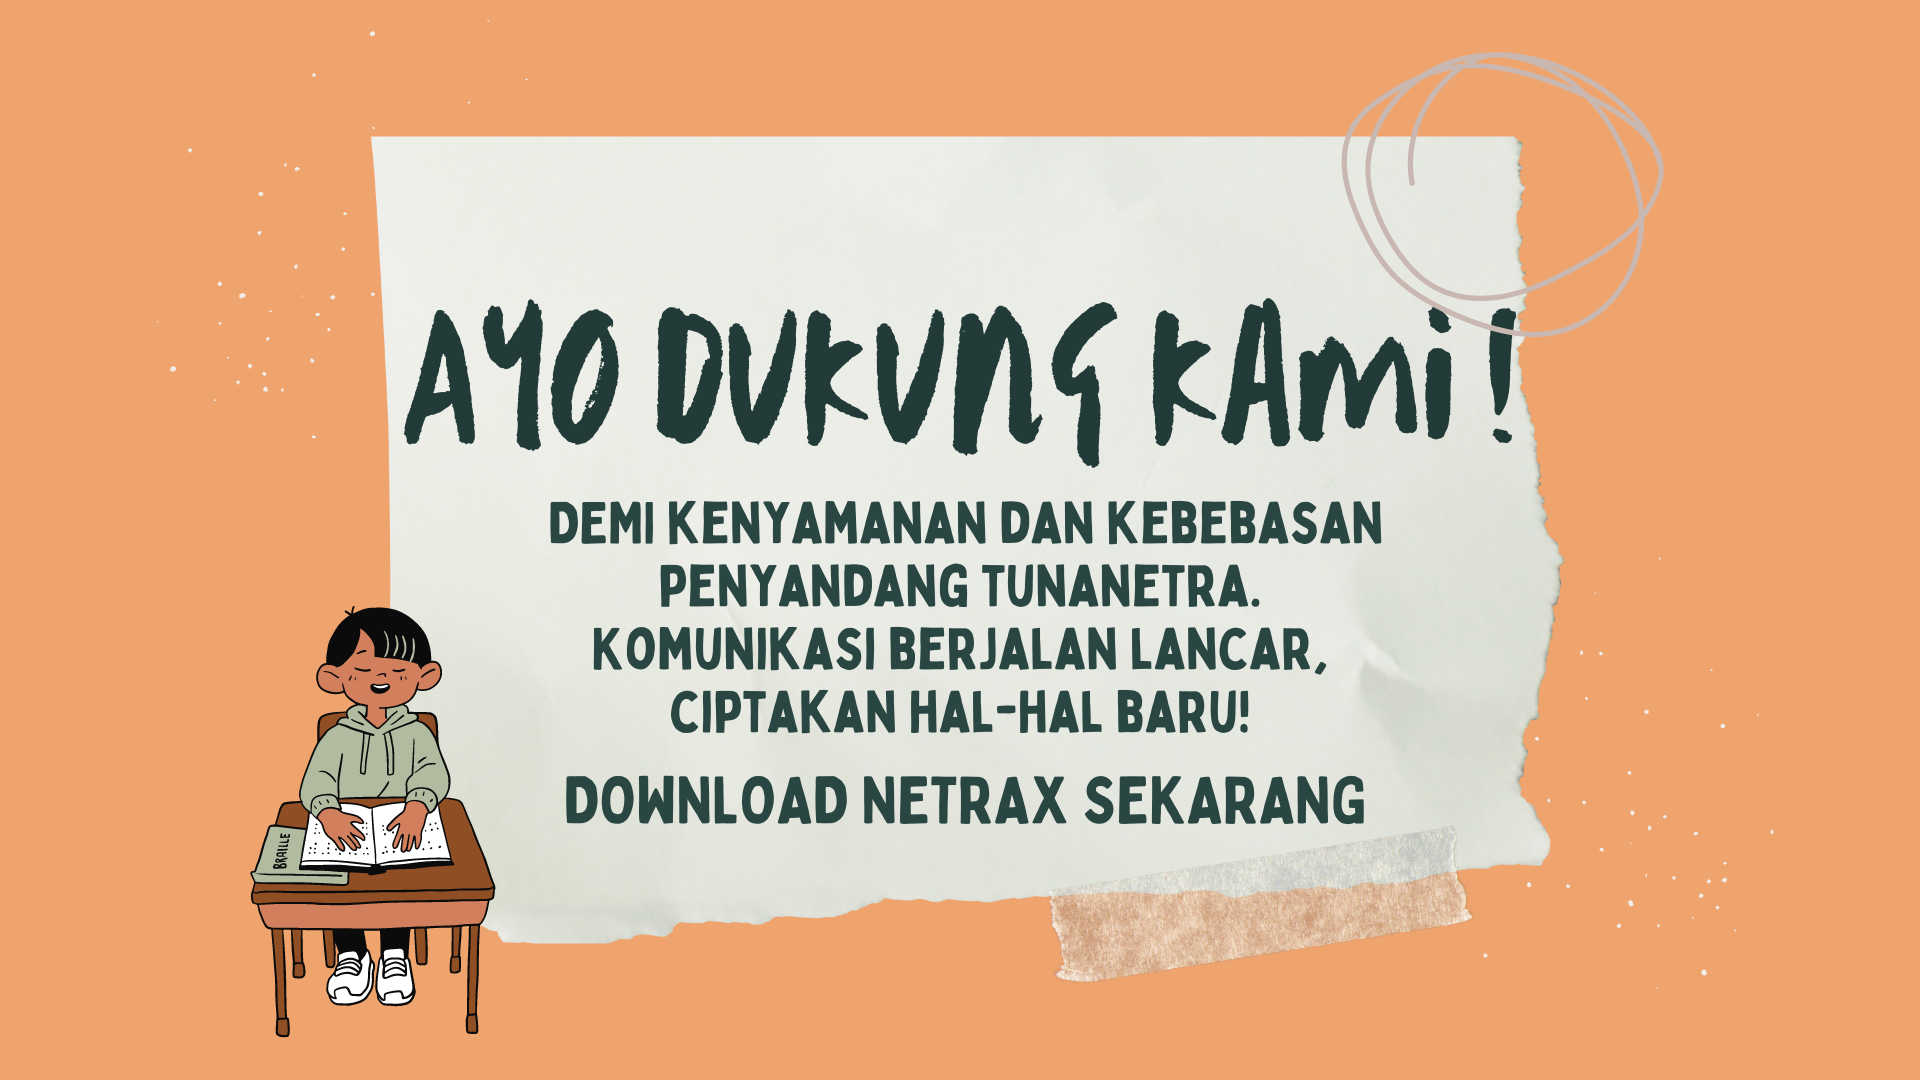 AYO DUKUNG KAMI !
DEMI KENYAMANAN DAN KEBEBASAN
PENYANDANG TUNANETRA.
KOMUNIKASI BERJALAN LANCAR,
CIPTAKAN HAL-HAL BARU!
DOWNLOAD NETRAX SEKARANG
BRAILLE